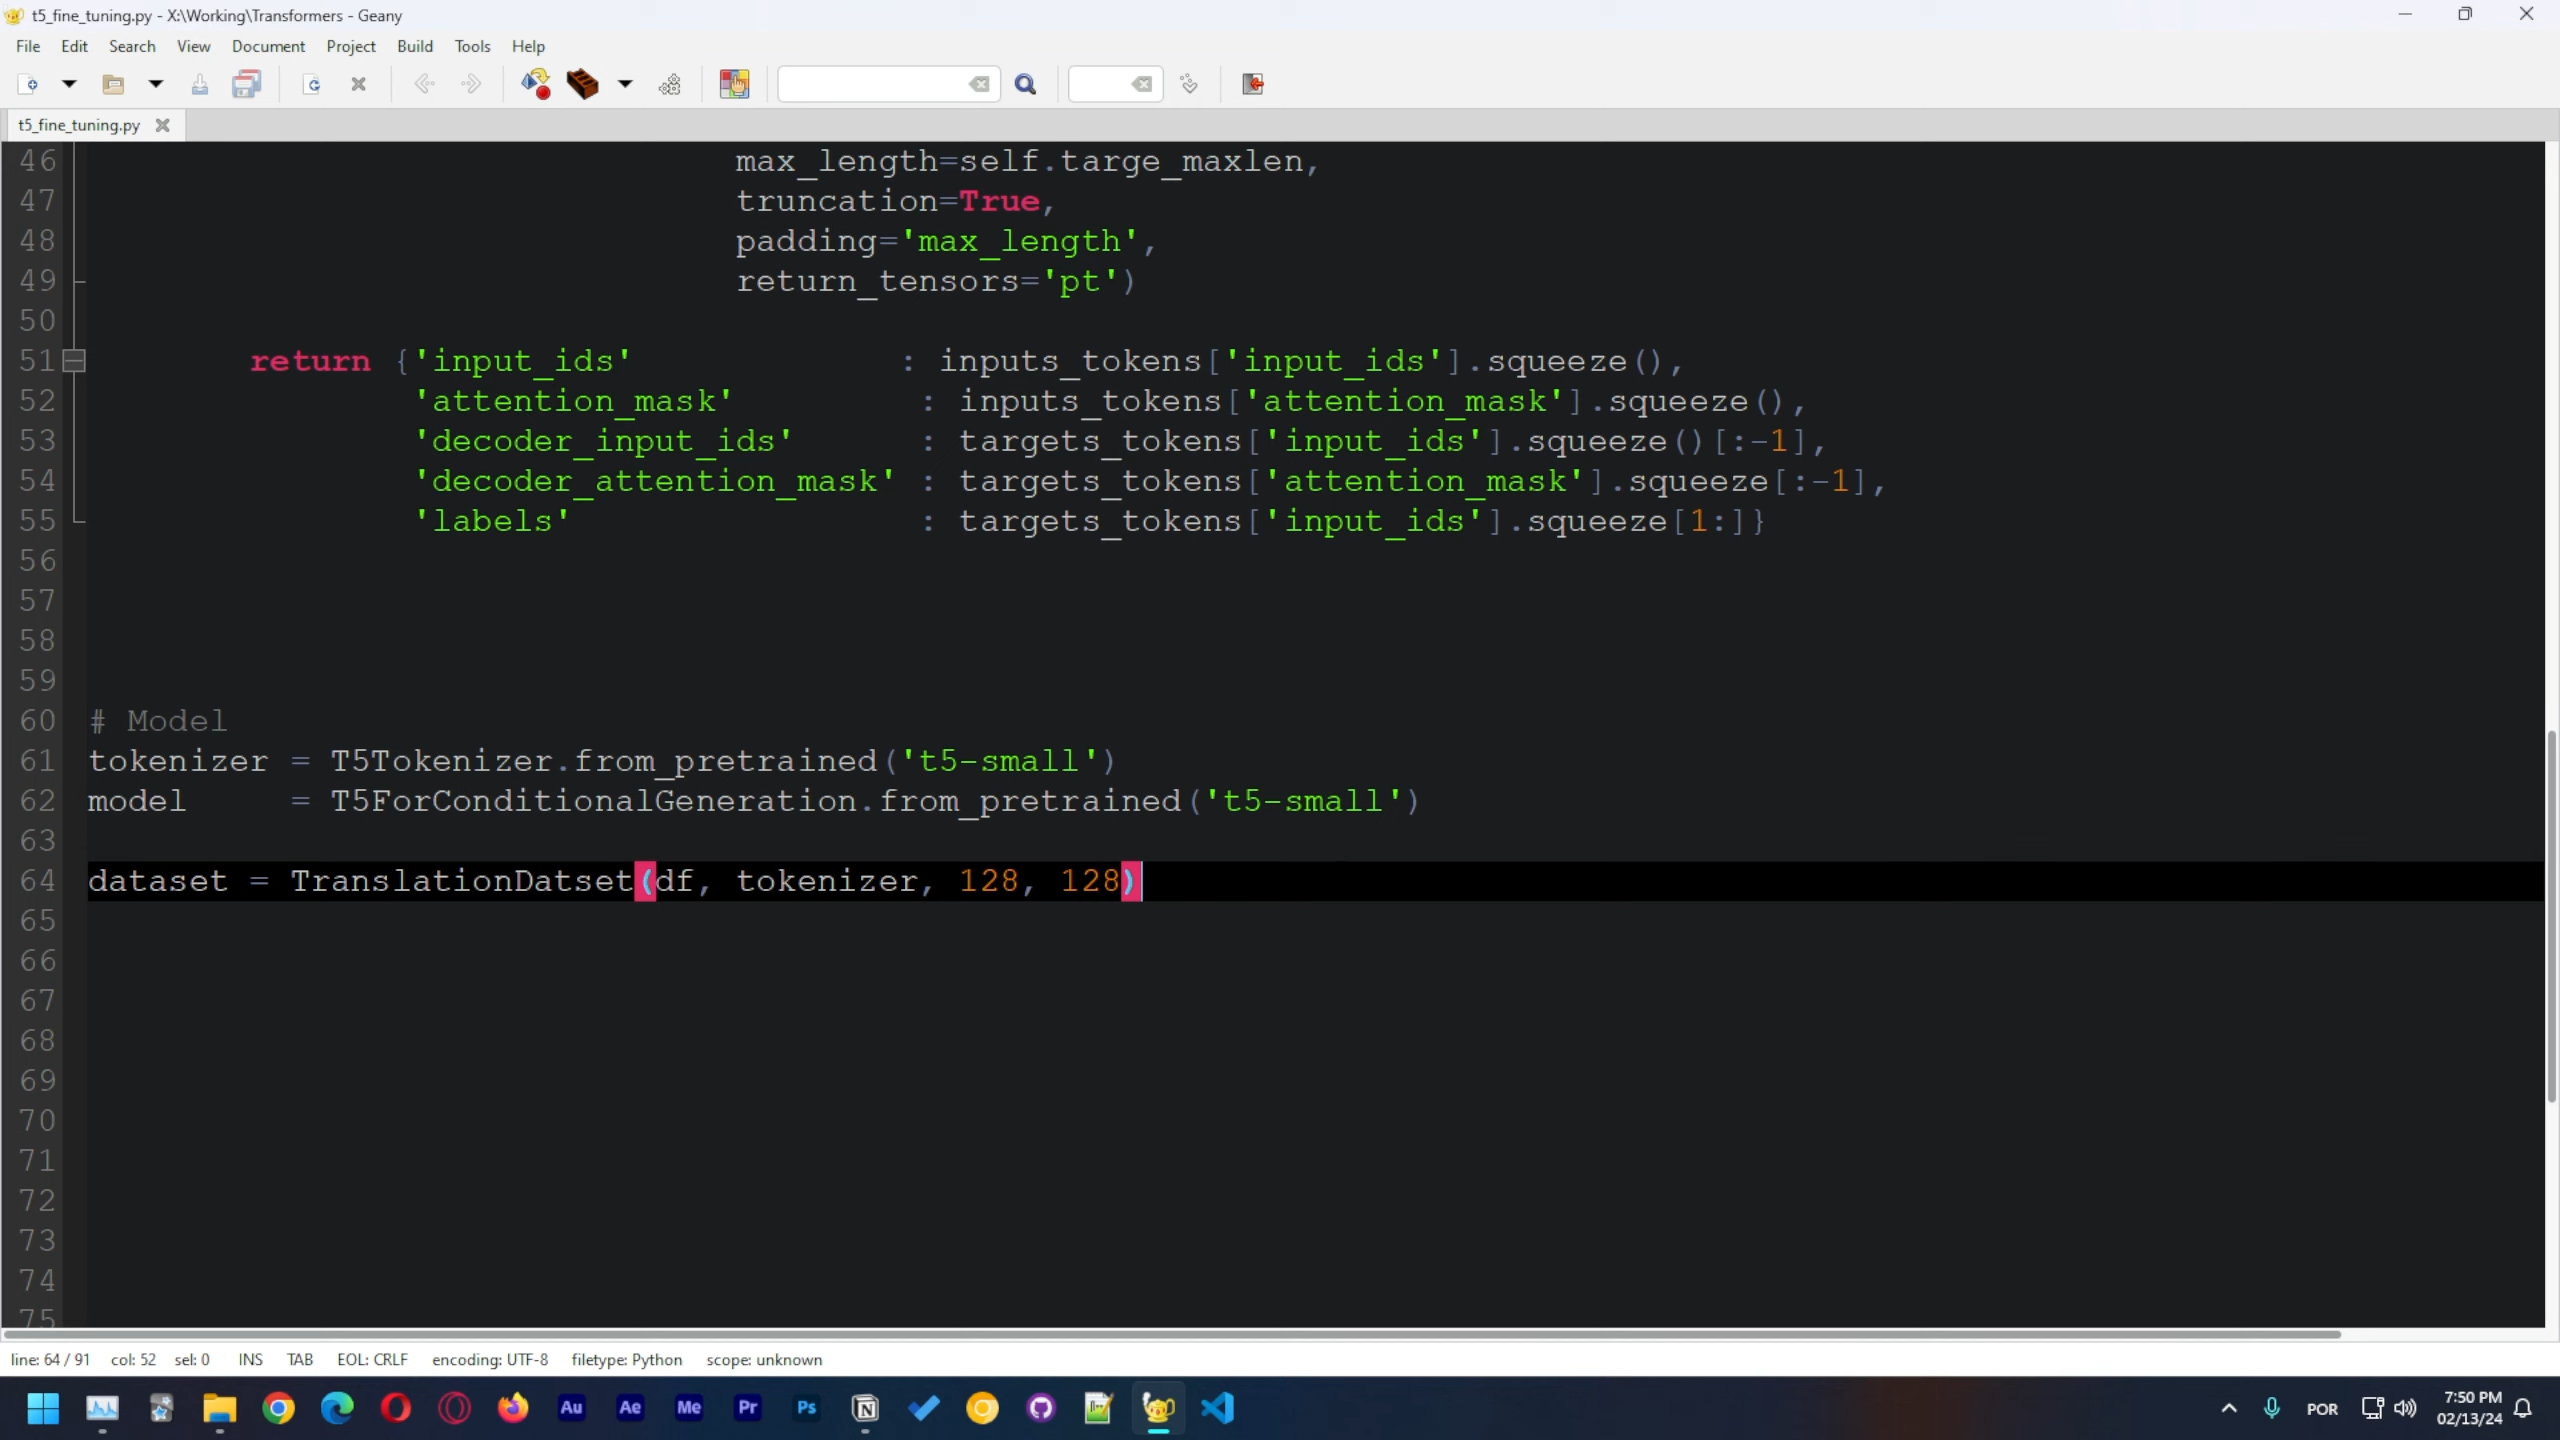 t5_fine_tuning.py - X:\Working\Transformers - Geany
File Edit Search View Document Project Build Tools Help
t5_fine_tuning.py
46 max_length=self.targe_maxlen,
47 truncation=True,
48 padding='max_length',
49 return_tensors='pt')
50
51 return {'input_ids' : inputs_tokens['input_ids'].squeeze(),
52 'attention_mask' : inputs_tokens['attention_mask'].squeeze(),
53 'decoder_input_ids' : targets_tokens['input_ids'].squeeze()[:-1],
54 'decoder_attention_mask' : targets_tokens['attention_mask'].squeeze[:-1],
55 'labels' : targets_tokens['input_ids'].squeeze[1:]}
56
57
58
59
60 # Model
61 tokenizer = T5Tokenizer.from_pretrained('t5-small')
62 model = T5ForConditionalGeneration.from_pretrained('t5-small')
63
64 dataset = TranslationDatset(df, tokenizer, 128, 128)
65
66
67
68
69
70
71
72
73
74
75
line: 64 / 91 col: 52 sel: 0 INS TAB EOL: CRLF encoding: UTF-8 filetype: Python scope: unknown
Au Ae Me Pr Ps
POR
7:50 PM
02/13/24